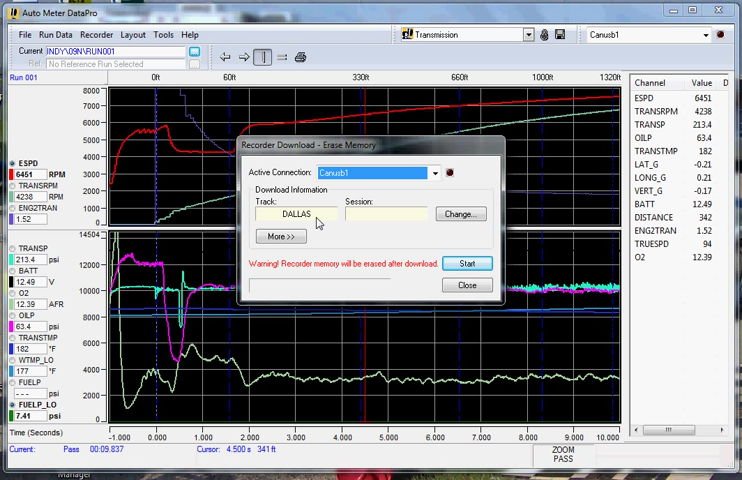 Auto Meter DataPro
File Run Data Recorder Layout Tools Help
Transmission
Canusb1
Current INDY\09N\RUN001
Ref. No Reference Run Selected
Run 001
0ft 60ft 330ft 660ft 1000ft 1320ft
Channel Value D
8000
7000
6000
5000
4000
3000
2000
1000
0
ESPD
6451 RPM
TRANSRPM
4238 RPM
ENG2TRAN
1.52
ESPD 6451
TRANSRPM 4238
TRANSP 213.4
OILP 63.4
TRANSTMP 182
LAT_G -0.21
LONG_G 0.21
VERT_G -0.17
BATT 12.49
DISTANCE 342
ENG2TRAN 1.52
TRUESPD 94
O2 12.39
Recorder Download - Erase Memory
Active Connection: Canusb1
Download Information
Track: Session:
DALLAS
Change...
More >>
Warning! Recorder memory will be erased after download.
Start
Close
14504
12000
10000
8000
6000
4000
2000
0
TRANSP
213.4 psi
BATT
12.49 V
O2
12.39 AFR
OILP
63.4 psi
TRANSTMP
182 °F
WTMP_LO
177 °F
FUELP
--- psi
FUELP_LO
7.41 psi
Time (Seconds)
-1.000 0.000 1.000 2.000 3.000 4.000 5.000 6.000 7.000 8.000 9.000 10.000
Current: Pass 00:09.837 Cursor: 4.500 s 341 ft
ZOOM
PASS
Manager